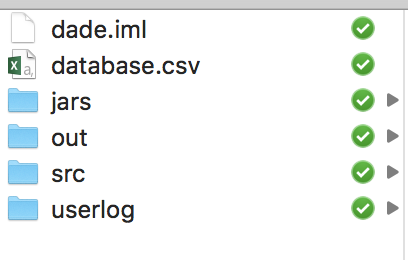 dade.iml
database.csv
jars
out
src
userlog